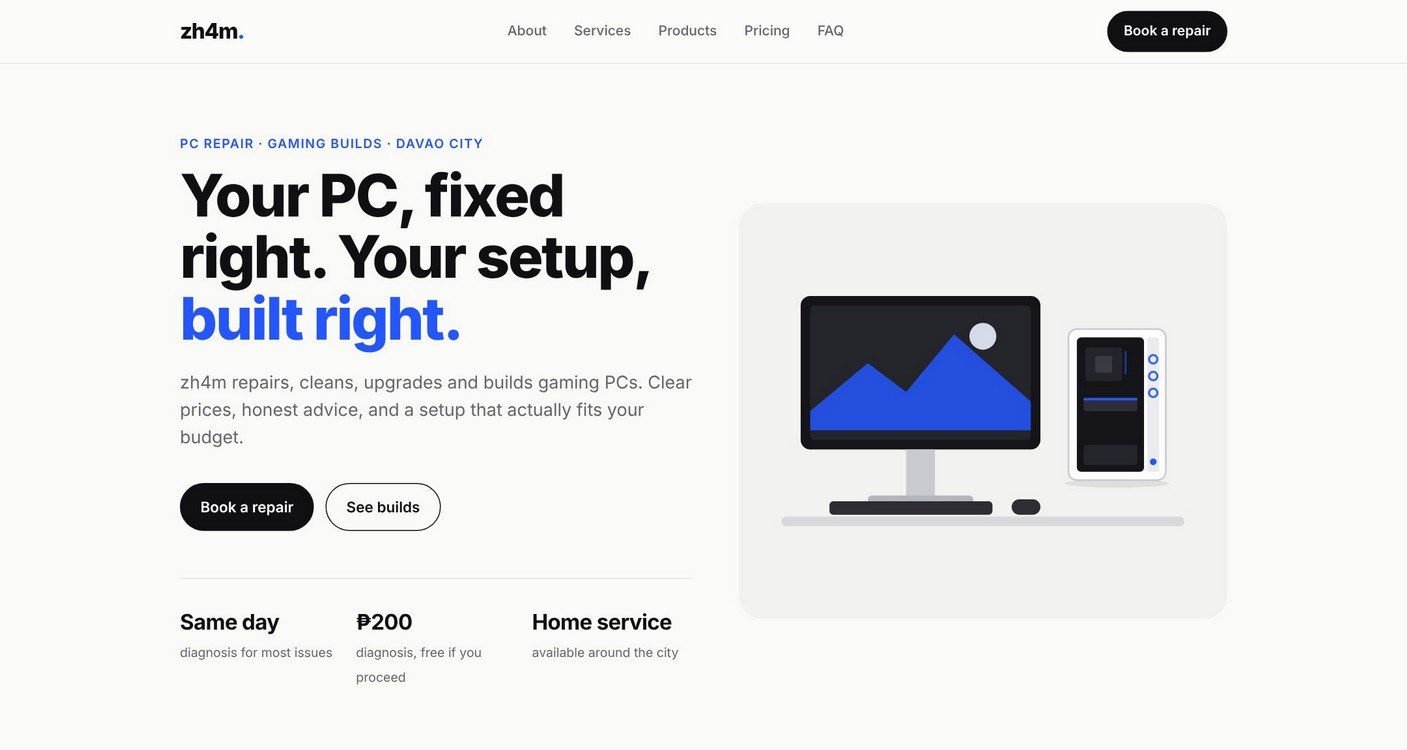 zh4m.
About Services Products Pricing FAQ
Book a repair
PC REPAIR · GAMING BUILDS · DAVAO CITY
Your PC, fixed
right. Your setup,
built right.
zh4m repairs, cleans, upgrades and builds gaming PCs. Clear
prices, honest advice, and a setup that actually fits your
budget.
Book a repair
See builds
Same day
diagnosis for most issues
₱200
diagnosis, free if you
proceed
Home service
available around the city